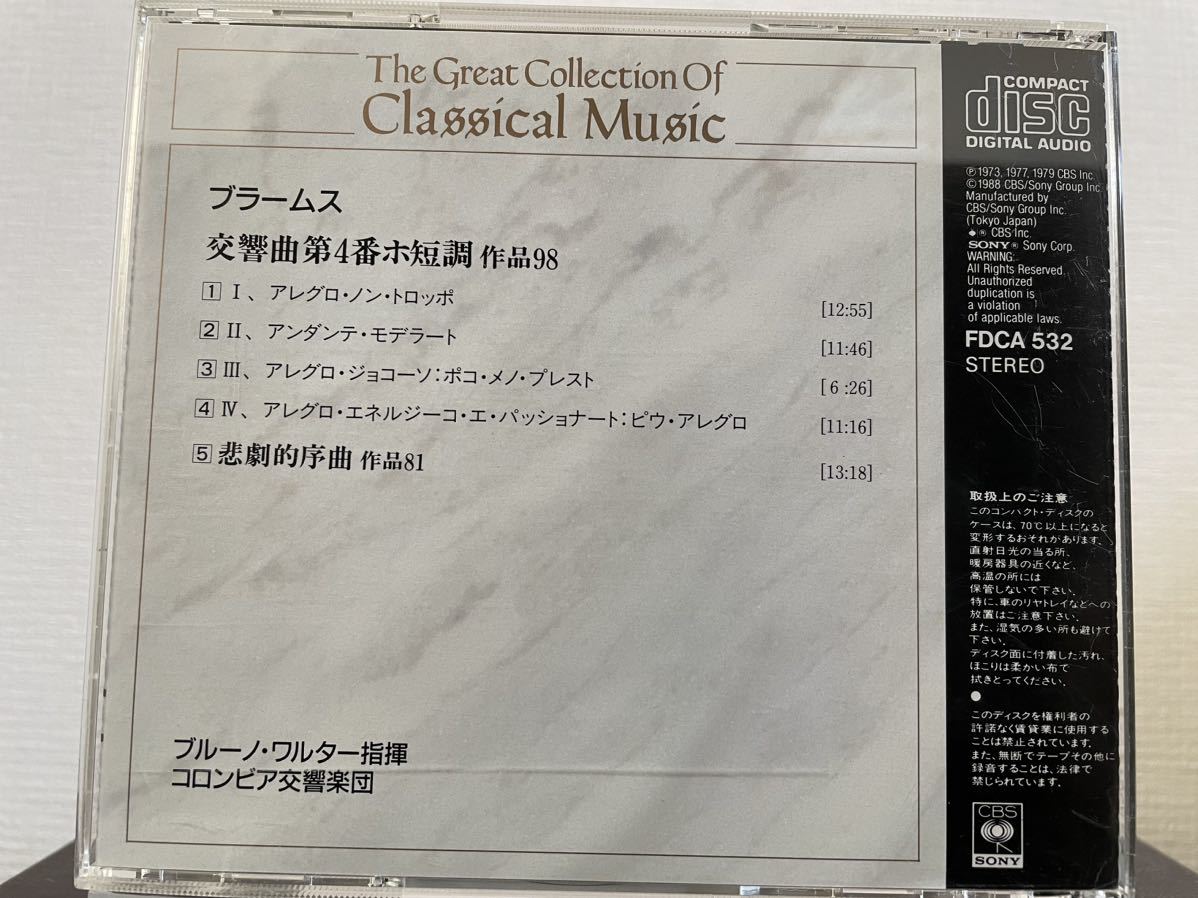 The Great Collection Of
Classical Music
ブラームス
交響曲第4番ホ短調 作品98
1 I、アレグロ・ノン・トロッポ [12:55]
2 II、アンダンテ・モデラート [11:46]
3 III、アレグロ・ジョコーソ:ポコ・メノ・プレスト [6:26]
4 IV、アレグロ・エネルジーコ・エ・パッショナート:ピウ・アレグロ [11:16]
5 悲劇的序曲 作品81 [13:18]
ブルーノ・ワルター指揮
コロンビア交響楽団
COMPACT
disc
DIGITAL AUDIO
Ⓟ1973, 1977, 1979 CBS Inc.
©1988 CBS/Sony Group Inc
Manufactured by
CBS/Sony Group Inc.
(Tokyo Japan)
® CBS Inc.
SONY® Sony Corp.
WARNING:
All Rights Reserved.
Unauthorized
duplication is
a violation
of applicable laws.
FDCA 532
STEREO
取扱上のご注意
このコンパクト・ディスクの
ケースは、70℃以上になると
変形するおそれがあります。
直射日光の当る所、
暖房器具の近くなど、
高温の所には
保管しないで下さい。
特に、車のリヤトレイなどへの
放置はご注意下さい。
また、湿気の多い所も避けて
下さい。
ディスク面に付着した汚れ、
ほこりは柔かい布で
拭きとってください。
●
このディスクを権利者の
許諾なく賃貸業に使用する
ことは禁止されています。
また、無断でテープその他に
録音することは、法律で
禁じられています。
CBS
SONY